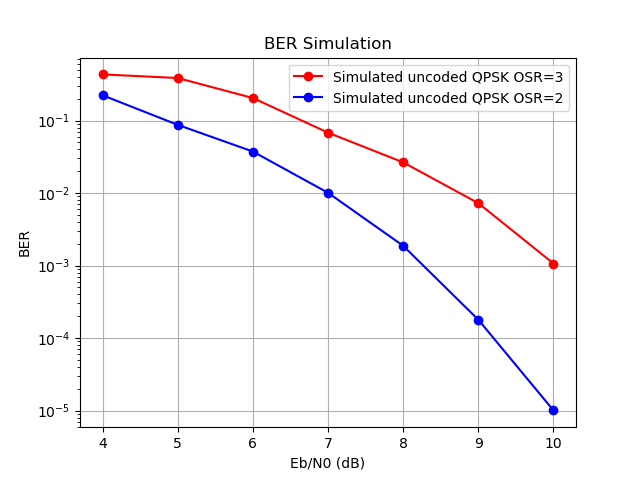 BER Simulation
Simulated uncoded QPSK OSR=3
Simulated uncoded QPSK OSR=2
BER
10⁻¹
10⁻²
10⁻³
10⁻⁴
10⁻⁵
4 5 6 7 8 9 10
Eb/N0 (dB)